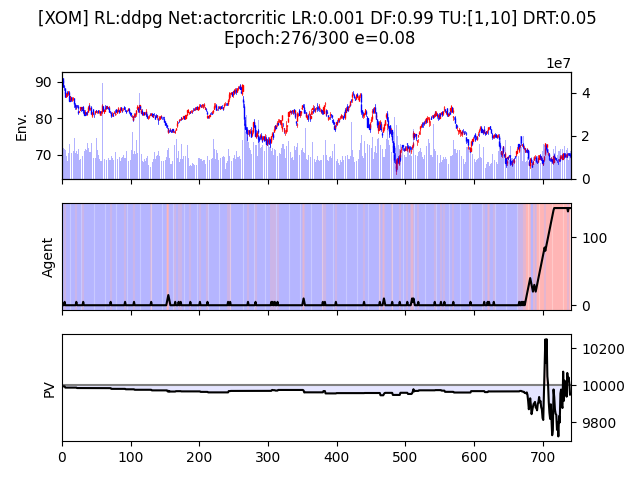 [XOM] RL:ddpg Net:actorcritic LR:0.001 DF:0.99 TU:[1,10] DRT:0.05
Epoch:276/300 e=0.08
1e7
90
80
70
Env.
4
2
0
Agent
100
0
PV
10200
10000
9800
0 100 200 300 400 500 600 700